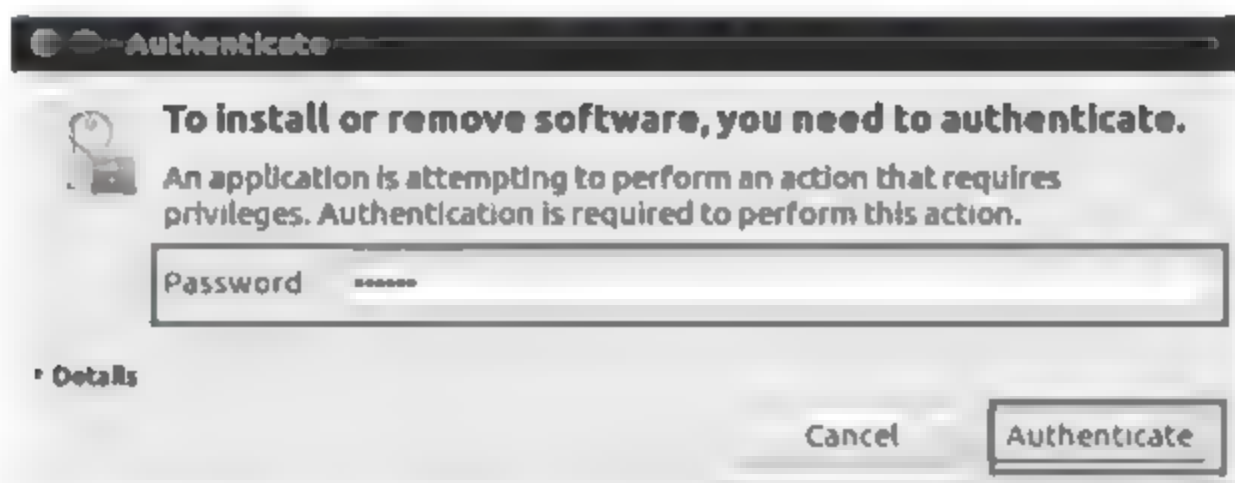 Authenticate
To install or remove software, you need to authenticate.
An application is attempting to perform an action that requires
privileges. Authentication is required to perform this action.
Password ••••••
Details
Cancel Authenticate